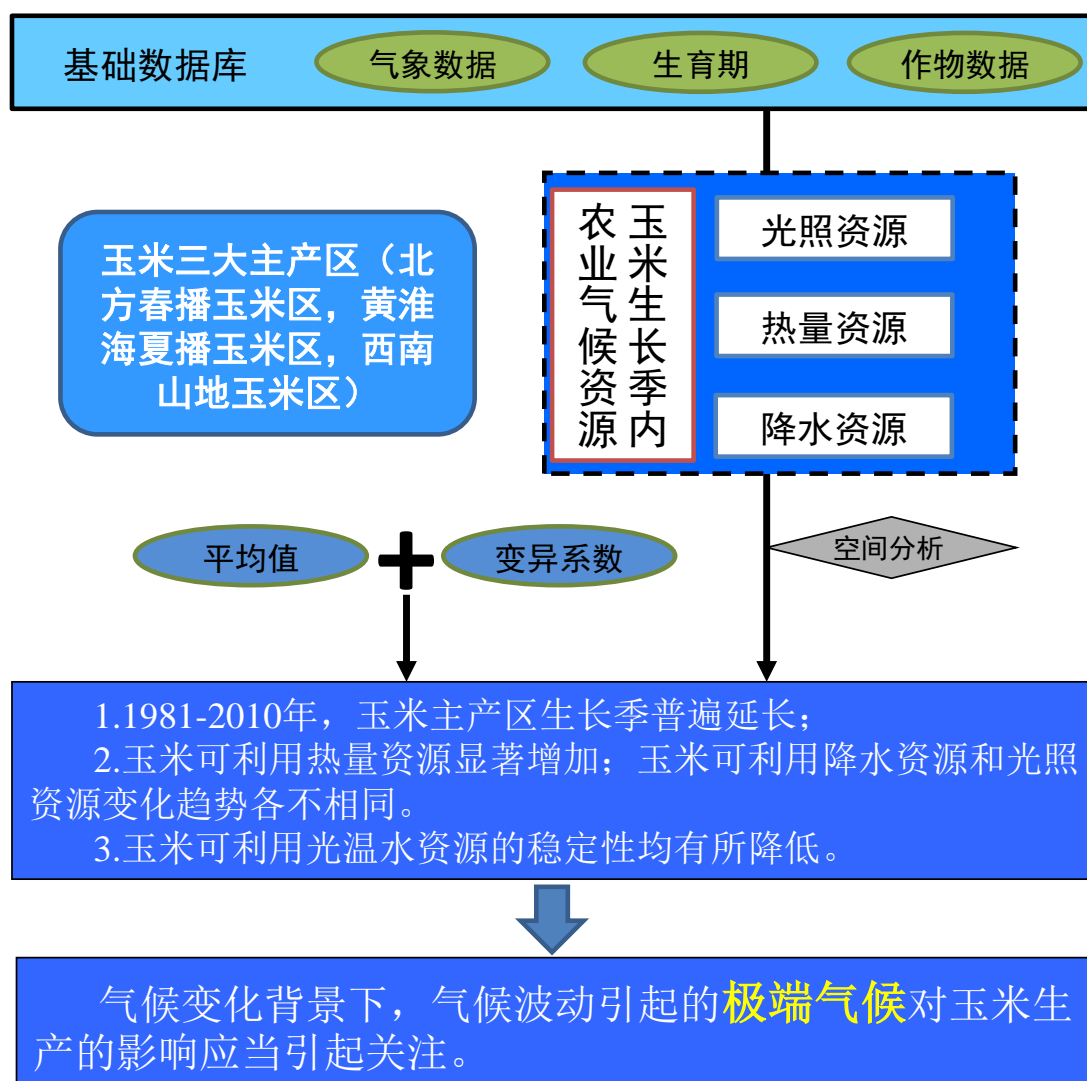 基础数据库 气象数据 生育期 作物数据
玉米三大主产区（北
方春播玉米区，黄淮
海夏播玉米区，西南
山地玉米区）
玉米生长季内
农业气候资源
光照资源
热量资源
降水资源
平均值
变异系数
空间分析
1.1981-2010年，玉米主产区生长季普遍延长；
2.玉米可利用热量资源显著增加；玉米可利用降水资源和光照
资源变化趋势各不相同。
3.玉米可利用光温水资源的稳定性均有所降低。
气候变化背景下，气候波动引起的极端气候对玉米生
产的影响应当引起关注。